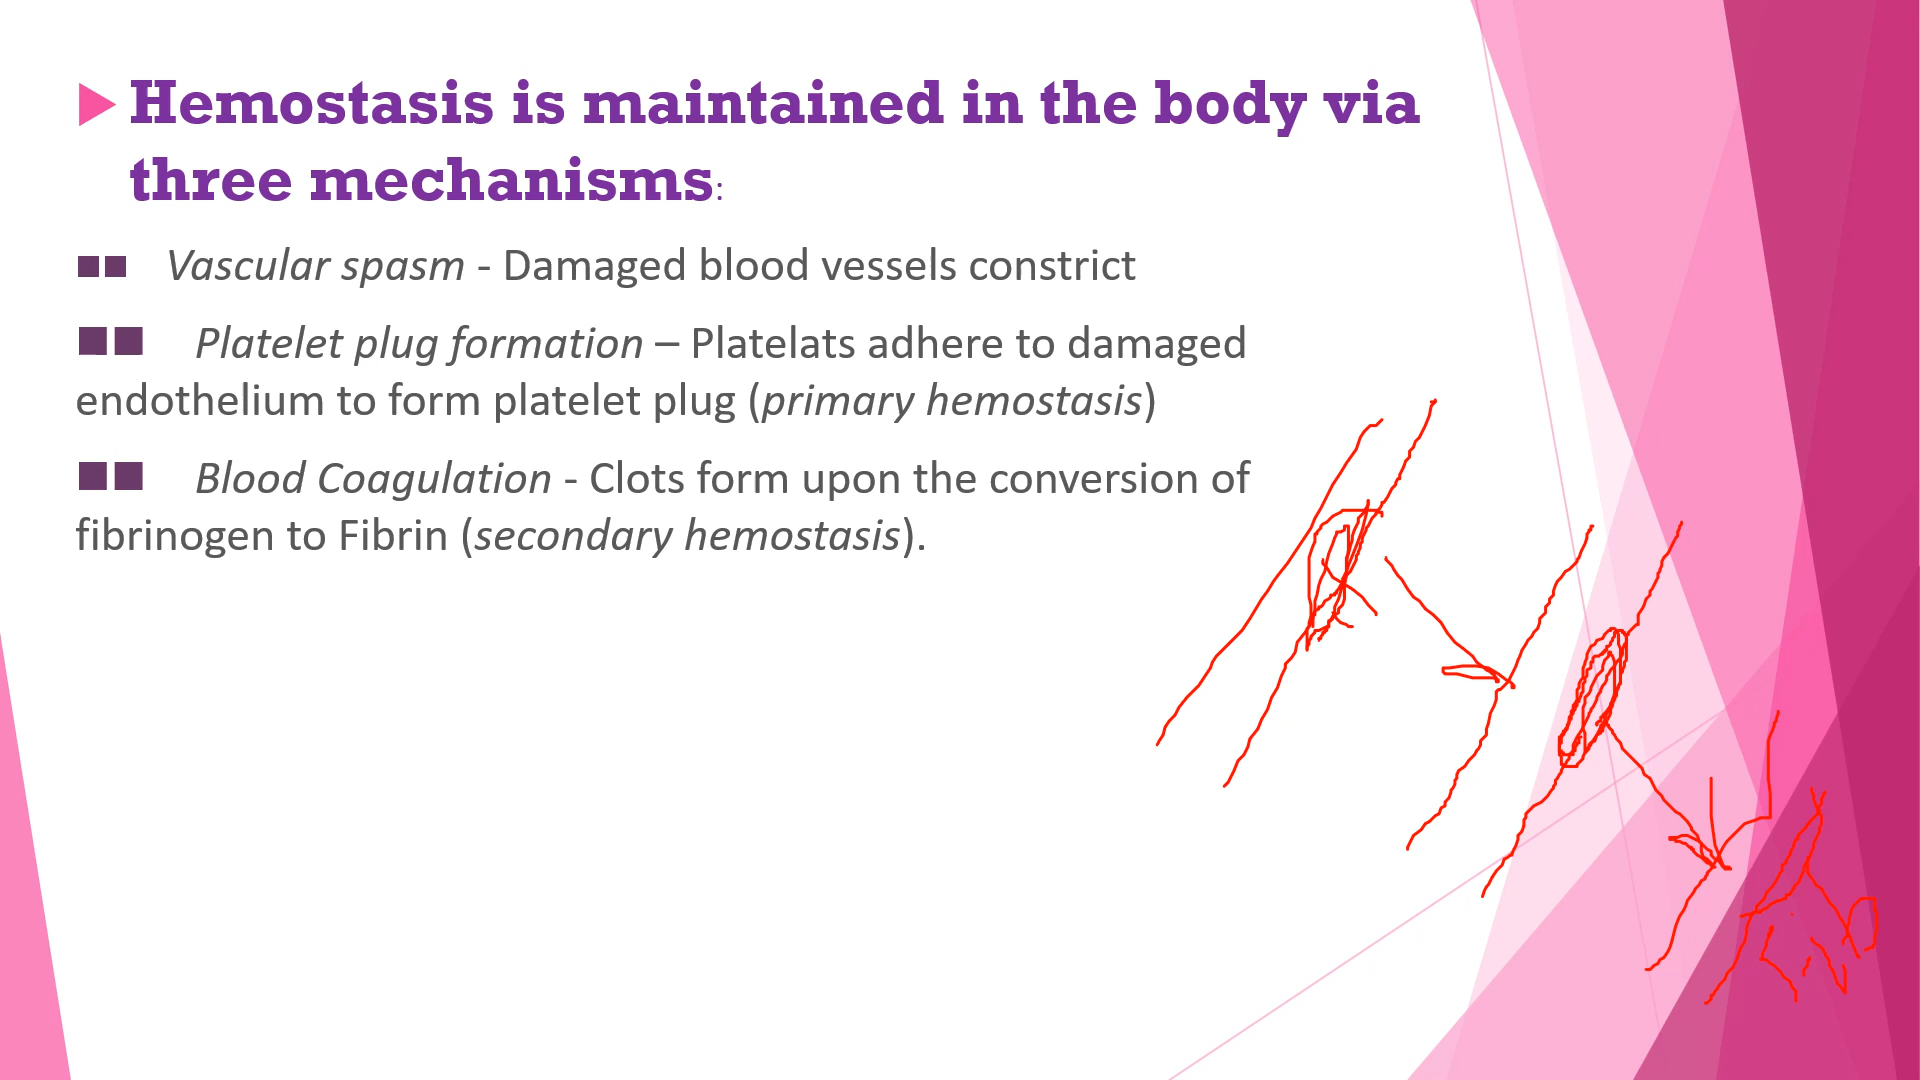 Hemostasis is maintained in the body via
three mechanisms:
Vascular spasm - Damaged blood vessels constrict
Platelet plug formation – Platelats adhere to damaged
endothelium to form platelet plug (primary hemostasis)
Blood Coagulation - Clots form upon the conversion of
fibrinogen to Fibrin (secondary hemostasis).